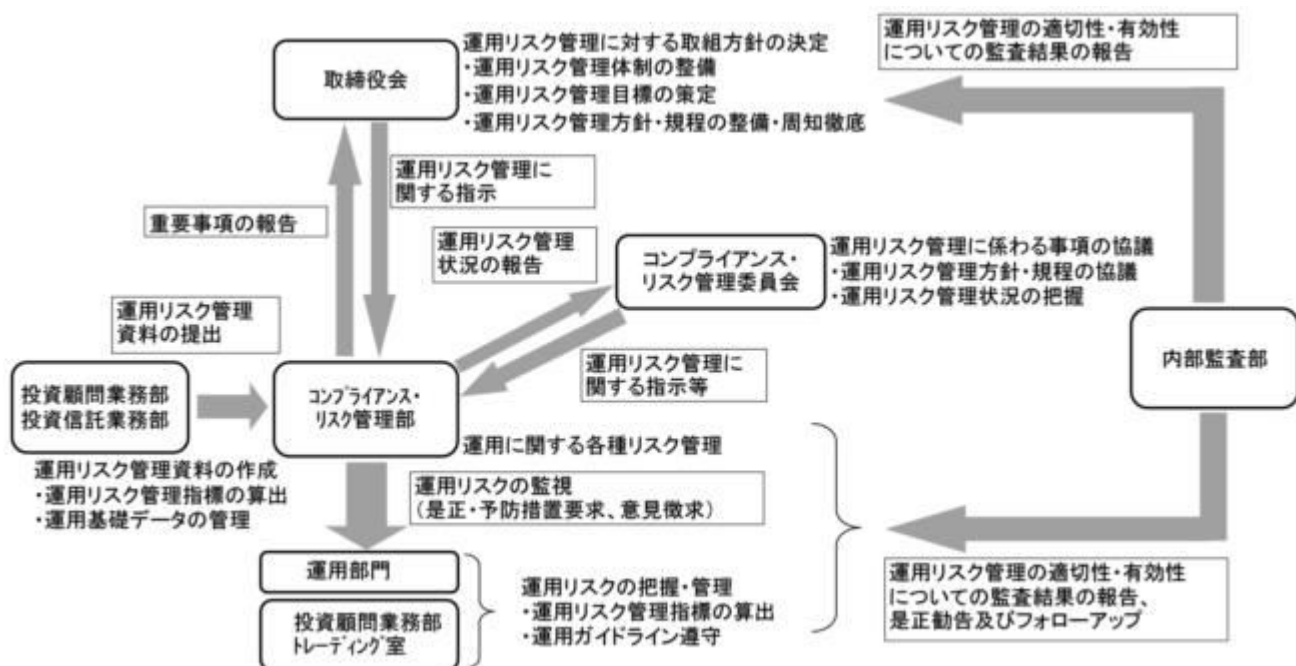 取締役会
運用リスク管理に対する取組方針の決定
・運用リスク管理体制の整備
・運用リスク管理目標の策定
・運用リスク管理方針・規程の整備・周知徹底
運用リスク管理の適切性・有効性
についての監査結果の報告
運用リスク管理に
関する指示
重要事項の報告
運用リスク管理
状況の報告
コンプライアンス・
リスク管理委員会
運用リスク管理に係わる事項の協議
・運用リスク管理方針・規程の協議
・運用リスク管理状況の把握
運用リスク管理
資料の提出
運用リスク管理に
関する指示等
内部監査部
投資顧問業務部
投資信託業務部
コンプライアンス・
リスク管理部
運用に関する各種リスク管理
運用リスク管理資料の作成
・運用リスク管理指標の算出
・運用基礎データの管理
運用リスクの監視
(是正・予防措置要求、意見徴求)
運用部門
投資顧問業務部
トレーディング室
運用リスクの把握・管理
・運用リスク管理指標の算出
・運用ガイドライン遵守
運用リスク管理の適切性・有効性
についての監査結果の報告、
是正勧告及びフォローアップ